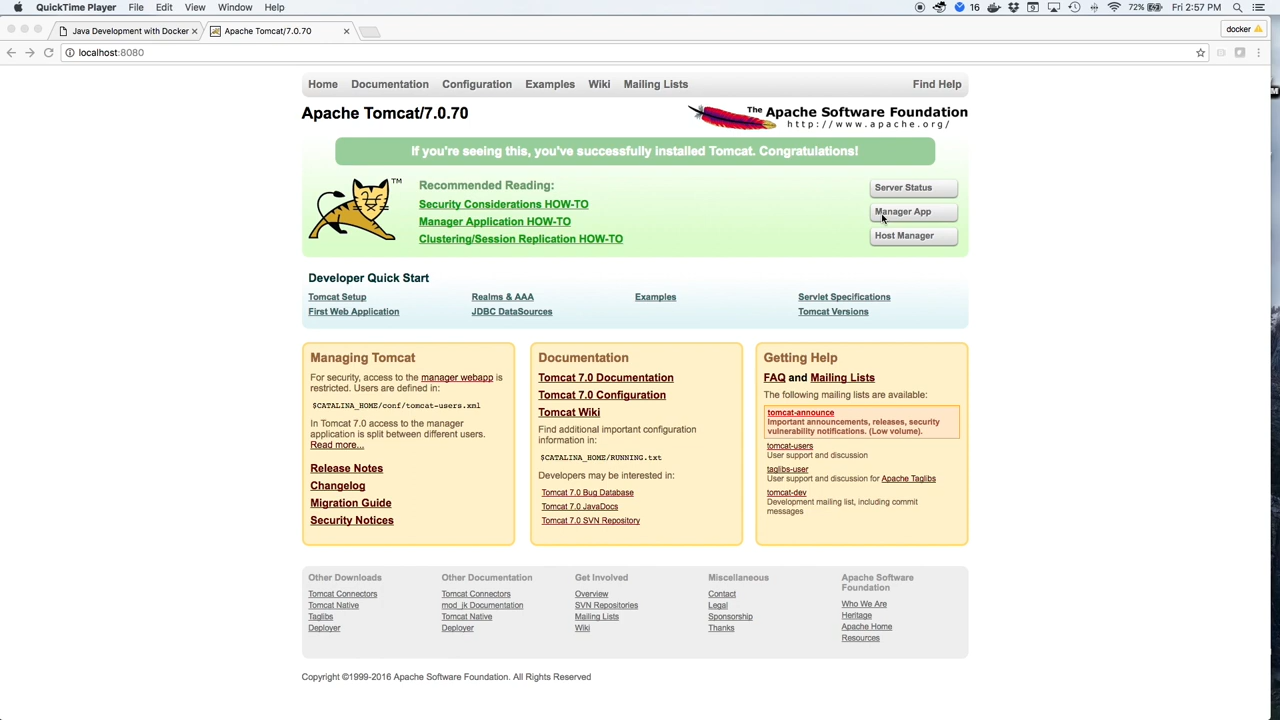 QuickTime Player File Edit View Window Help 16 72% Fri 2:57 PM
Java Development with Docker Apache Tomcat/7.0.70 docker
localhost:8080
Home Documentation Configuration Examples Wiki Mailing Lists Find Help
Apache Tomcat/7.0.70
The Apache Software Foundation
http://www.apache.org/
If you're seeing this, you've successfully installed Tomcat. Congratulations!
TM
Recommended Reading:
Security Considerations HOW-TO
Manager Application HOW-TO
Clustering/Session Replication HOW-TO
Server Status
Manager App
Host Manager
Developer Quick Start
Tomcat Setup
First Web Application
Realms & AAA
JDBC DataSources
Examples
Servlet Specifications
Tomcat Versions
Managing Tomcat
For security, access to the manager webapp is
restricted. Users are defined in:
$CATALINA_HOME/conf/tomcat-users.xml
In Tomcat 7.0 access to the manager
application is split between different users.
Read more...
Release Notes
Changelog
Migration Guide
Security Notices
Documentation
Tomcat 7.0 Documentation
Tomcat 7.0 Configuration
Tomcat Wiki
Find additional important configuration
information in:
$CATALINA_HOME/RUNNING.txt
Developers may be interested in:
Tomcat 7.0 Bug Database
Tomcat 7.0 JavaDocs
Tomcat 7.0 SVN Repository
Getting Help
FAQ and Mailing Lists
The following mailing lists are available:
tomcat-announce
Important announcements, releases, security
vulnerability notifications. (Low volume).
tomcat-users
User support and discussion
taglibs-user
User support and discussion for Apache Taglibs
tomcat-dev
Development mailing list, including commit
messages
Other Downloads
Tomcat Connectors
Tomcat Native
Taglibs
Deployer
Other Documentation
Tomcat Connectors
mod_jk Documentation
Tomcat Native
Deployer
Get Involved
Overview
SVN Repositories
Mailing Lists
Wiki
Miscellaneous
Contact
Legal
Sponsorship
Thanks
Apache Software
Foundation
Who We Are
Heritage
Apache Home
Resources
Copyright ©1999-2016 Apache Software Foundation. All Rights Reserved